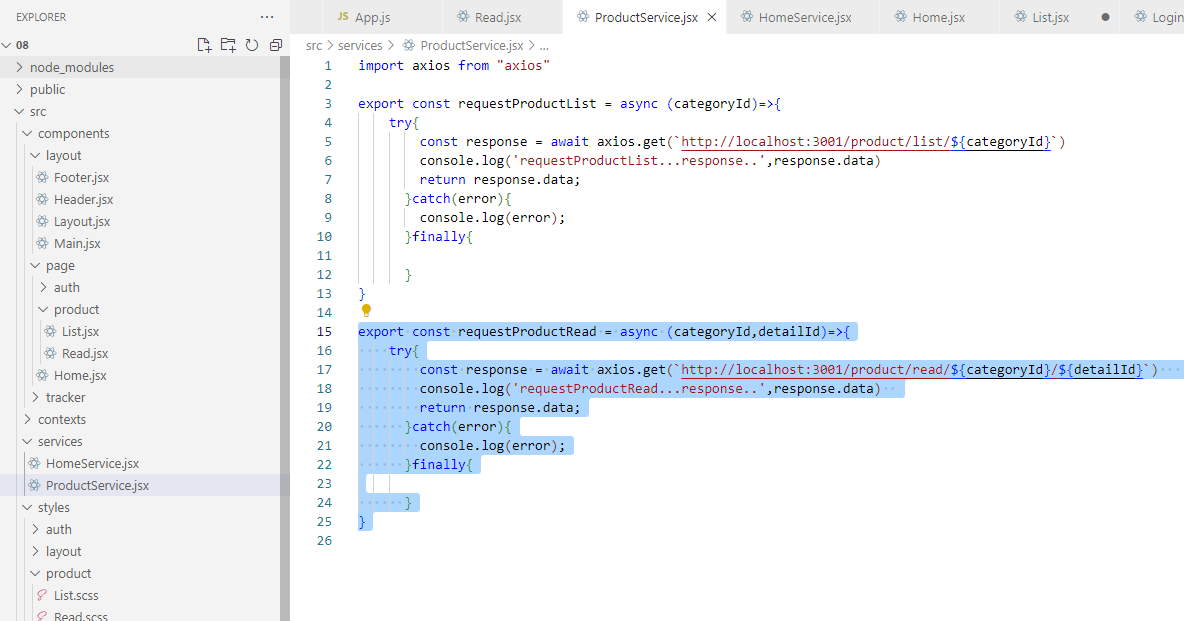 EXPLORER
JS App.js Read.jsx ProductService.jsx HomeService.jsx Home.jsx List.jsx Login
08
src > services > ProductService.jsx > ...
node_modules
public
src
components
layout
Footer.jsx
Header.jsx
Layout.jsx
Main.jsx
page
auth
product
List.jsx
Read.jsx
Home.jsx
tracker
contexts
services
HomeService.jsx
ProductService.jsx
styles
auth
layout
product
List.scss
Read.scss
1 import axios from "axios"
2
3 export const requestProductList = async (categoryId)=>{
4 try{
5 const response = await axios.get(`http://localhost:3001/product/list/${categoryId}`)
6 console.log('requestProductList...response..',response.data)
7 return response.data;
8 }catch(error){
9 console.log(error);
10 }finally{
11
12 }
13 }
14
15 export const requestProductRead = async (categoryId,detailId)=>{
16 try{
17 const response = await axios.get(`http://localhost:3001/product/read/${categoryId}/${detailId}`)
18 console.log('requestProductRead...response..',response.data)
19 return response.data;
20 }catch(error){
21 console.log(error);
22 }finally{
23
24 }
25 }
26